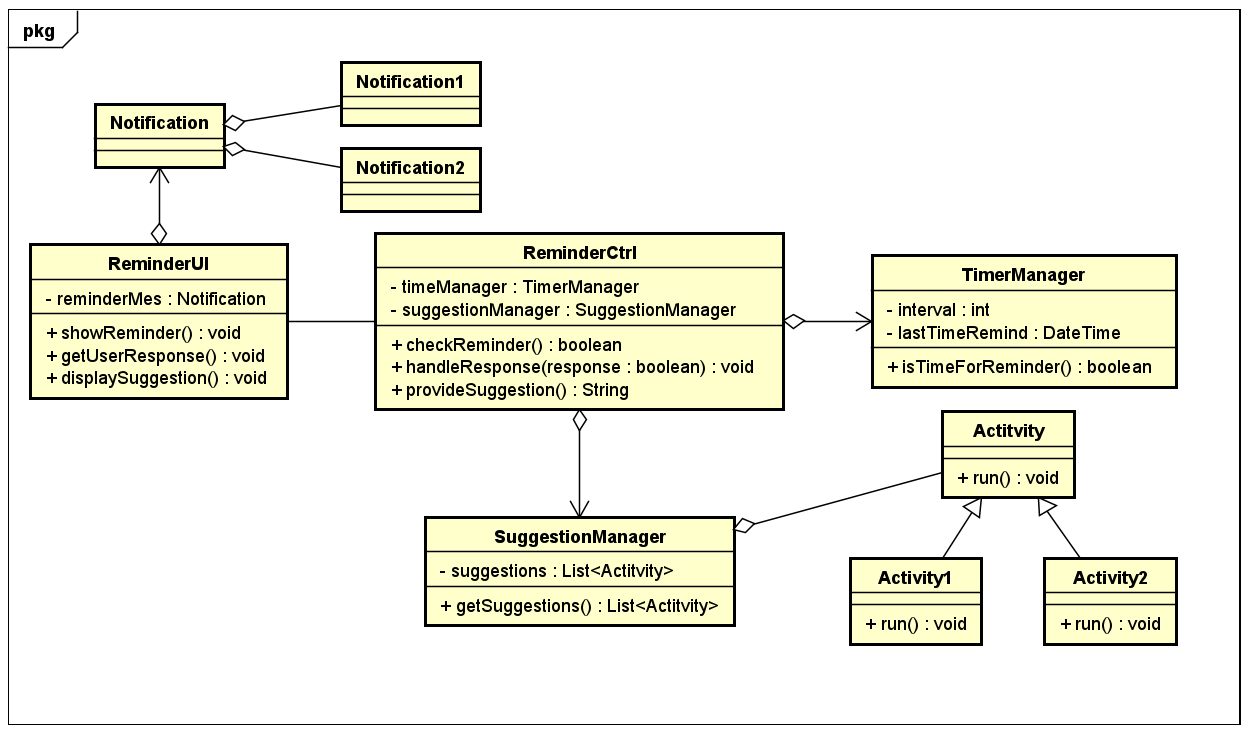 pkg
Notification
Notification1
Notification2
ReminderUI
- reminderMes : Notification
+ showReminder() : void
+ getUserResponse() : void
+ displaySuggestion() : void
ReminderCtrl
- timeManager : TimerManager
- suggestionManager : SuggestionManager
+ checkReminder() : boolean
+ handleResponse(response : boolean) : void
+ provideSuggestion() : String
TimerManager
- interval : int
- lastTimeRemind : DateTime
+ isTimeForReminder() : boolean
Actitvity
+ run() : void
SuggestionManager
- suggestions : List<Actitvity>
+ getSuggestions() : List<Actitvity>
Activity1
+ run() : void
Activity2
+ run() : void